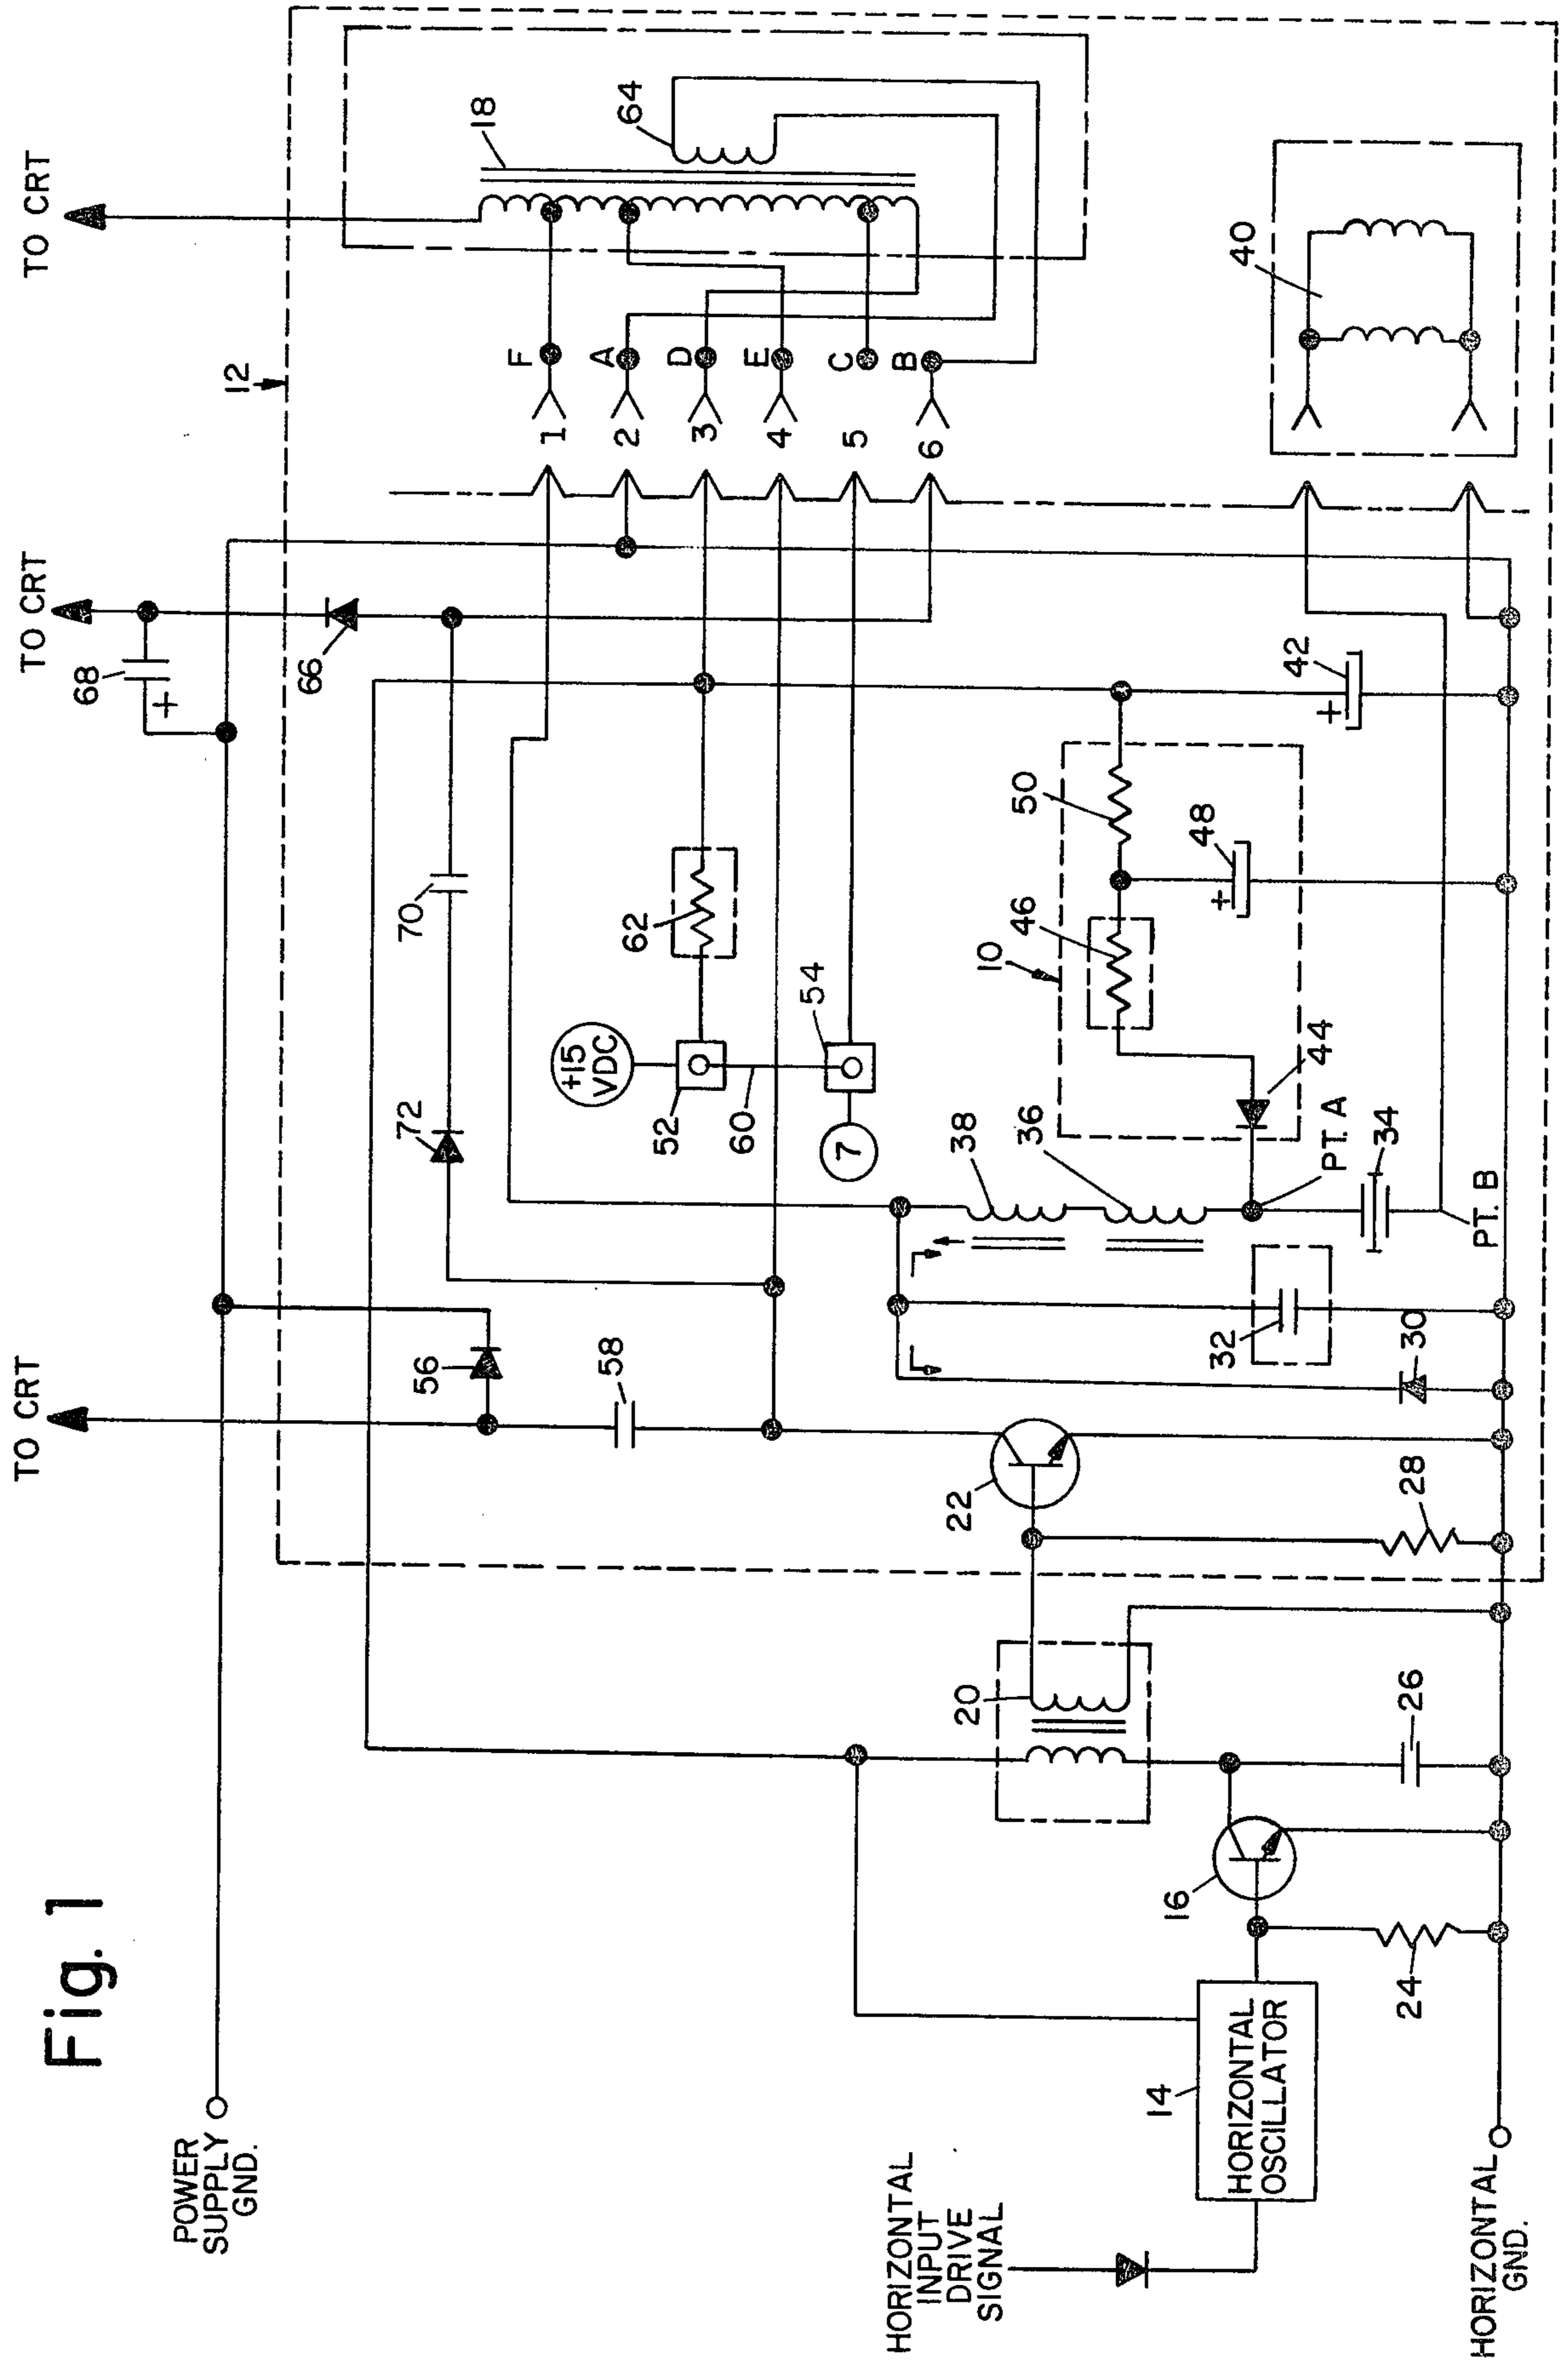 Fig. 1
TO CRT
TO CRT
TO CRT
POWER
SUPPLY
GND.
68
+
66
12
18
64
56
72
70
58
F
A
D
E
C
B
1
2
3
4
5
6
+15
VDC
52
62
60
54
7
40
HORIZONTAL
INPUT
DRIVE
SIGNAL
14
HORIZONTAL
OSCILLATOR
16
20
22
38
36
10
46
50
48
+
42
+
44
PT. A
34
PT. B
32
30
28
26
24
HORIZONTAL
GND.